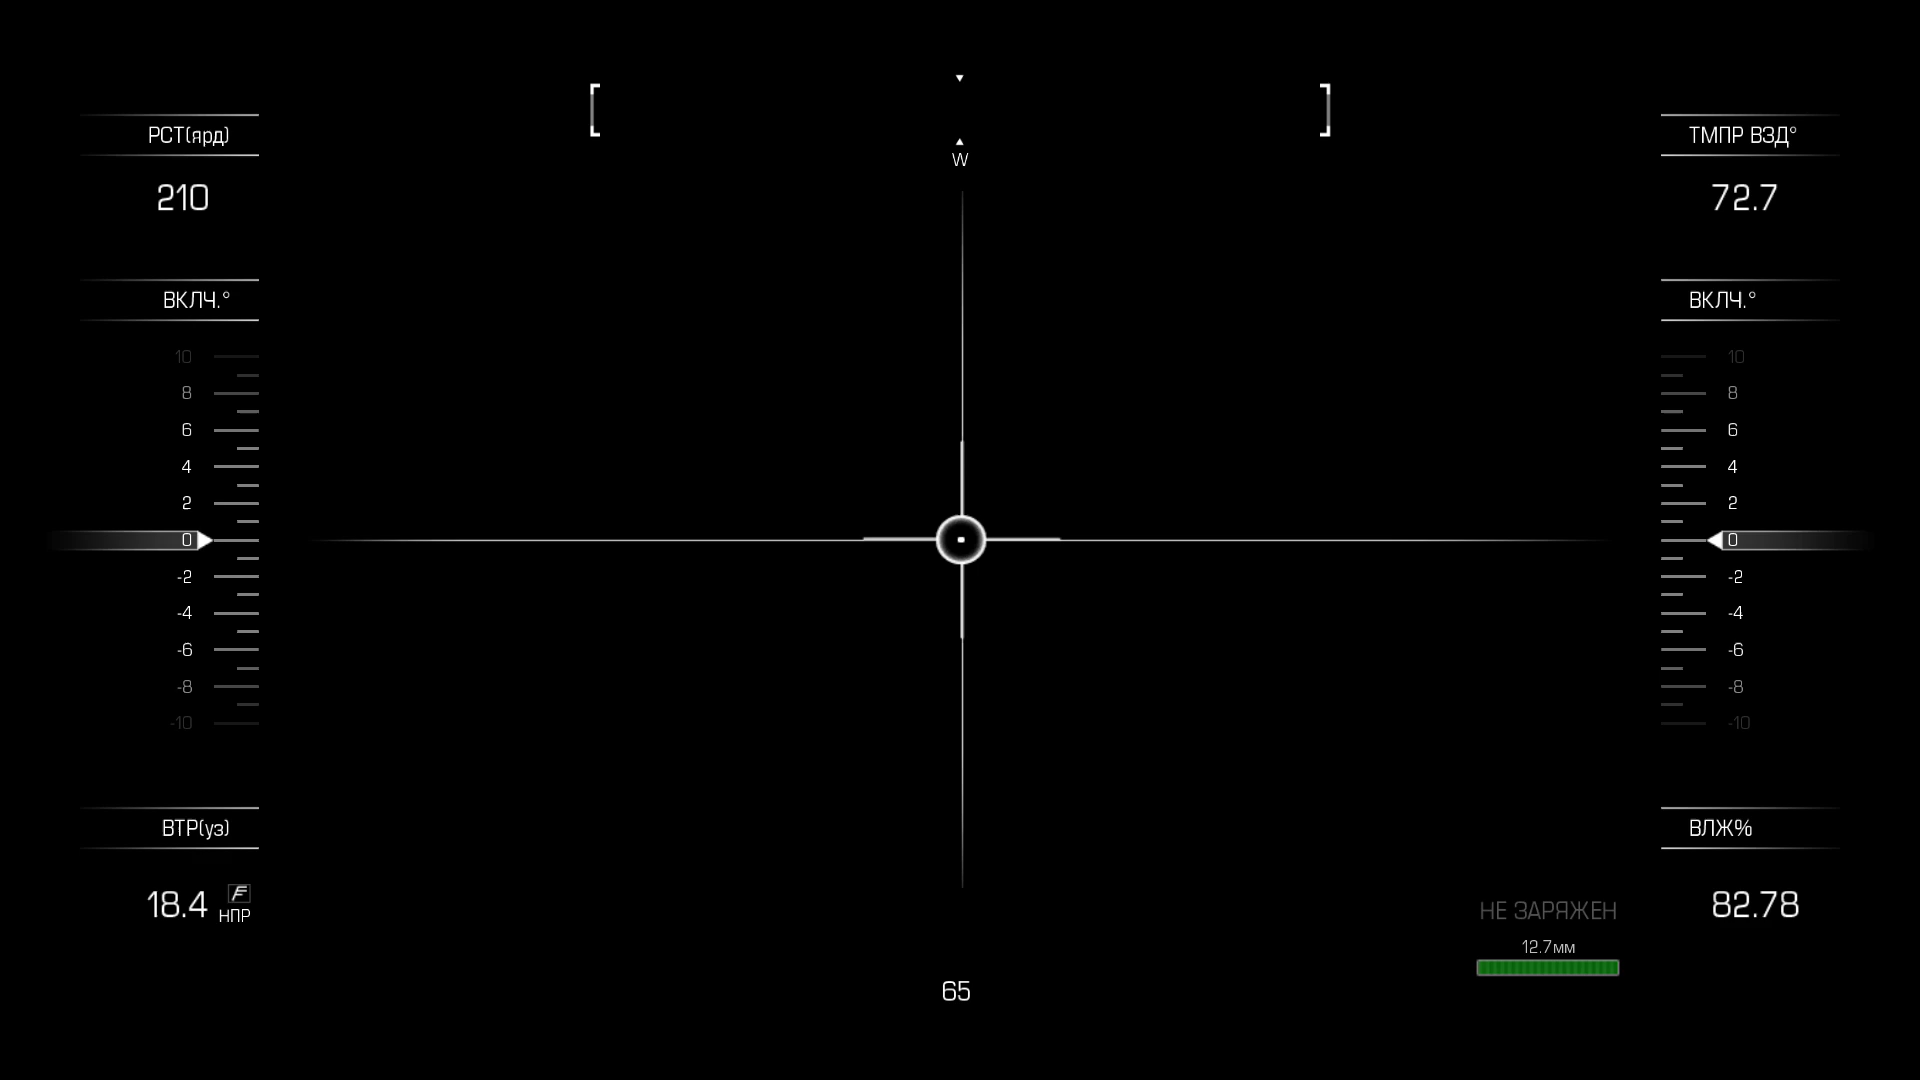 W
РСТ(ярд)
210
ВКЛЧ.°
10
8
6
4
2
0
-2
-4
-6
-8
-10
ВТР(уз)
18.4
F
НПР
ТМПР ВЗД°
72.7
ВКЛЧ.°
10
8
6
4
2
0
-2
-4
-6
-8
-10
ВЛЖ%
82.78
НЕ ЗАРЯЖЕН
12.7мм
65